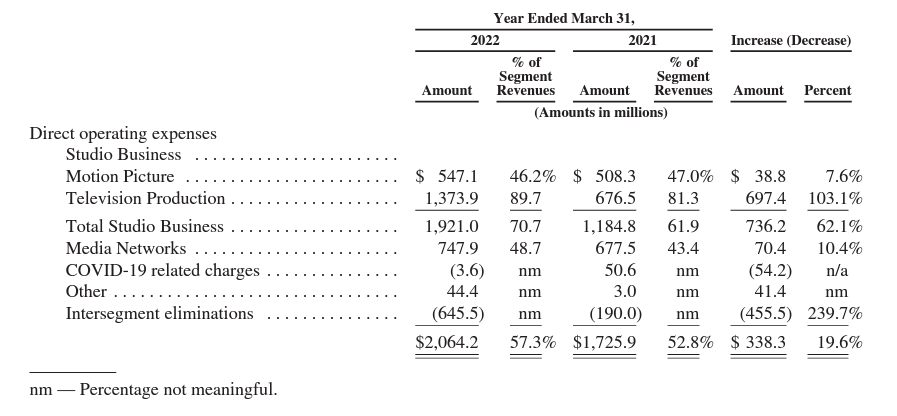 Year Ended March 31,
2022 2021 Increase (Decrease)
% of % of
Segment Segment
Amount Revenues Amount Revenues Amount Percent
(Amounts in millions)
Direct operating expenses
Studio Business . . . . . . . . . . . . . . . . . . . . . . .
Motion Picture . . . . . . . . . . . . . . . . . . . . . . . . $ 547.1 46.2% $ 508.3 47.0% $ 38.8 7.6%
Television Production . . . . . . . . . . . . . . . . . . . 1,373.9 89.7 676.5 81.3 697.4 103.1%
Total Studio Business . . . . . . . . . . . . . . . . . . . 1,921.0 70.7 1,184.8 61.9 736.2 62.1%
Media Networks . . . . . . . . . . . . . . . . . . . . . . . 747.9 48.7 677.5 43.4 70.4 10.4%
COVID-19 related charges . . . . . . . . . . . . . . . (3.6) nm 50.6 nm (54.2) n/a
Other . . . . . . . . . . . . . . . . . . . . . . . . . . . . . . . . 44.4 nm 3.0 nm 41.4 nm
Intersegment eliminations . . . . . . . . . . . . . . . (645.5) nm (190.0) nm (455.5) 239.7%
$2,064.2 57.3% $1,725.9 52.8% $ 338.3 19.6%
nm — Percentage not meaningful.